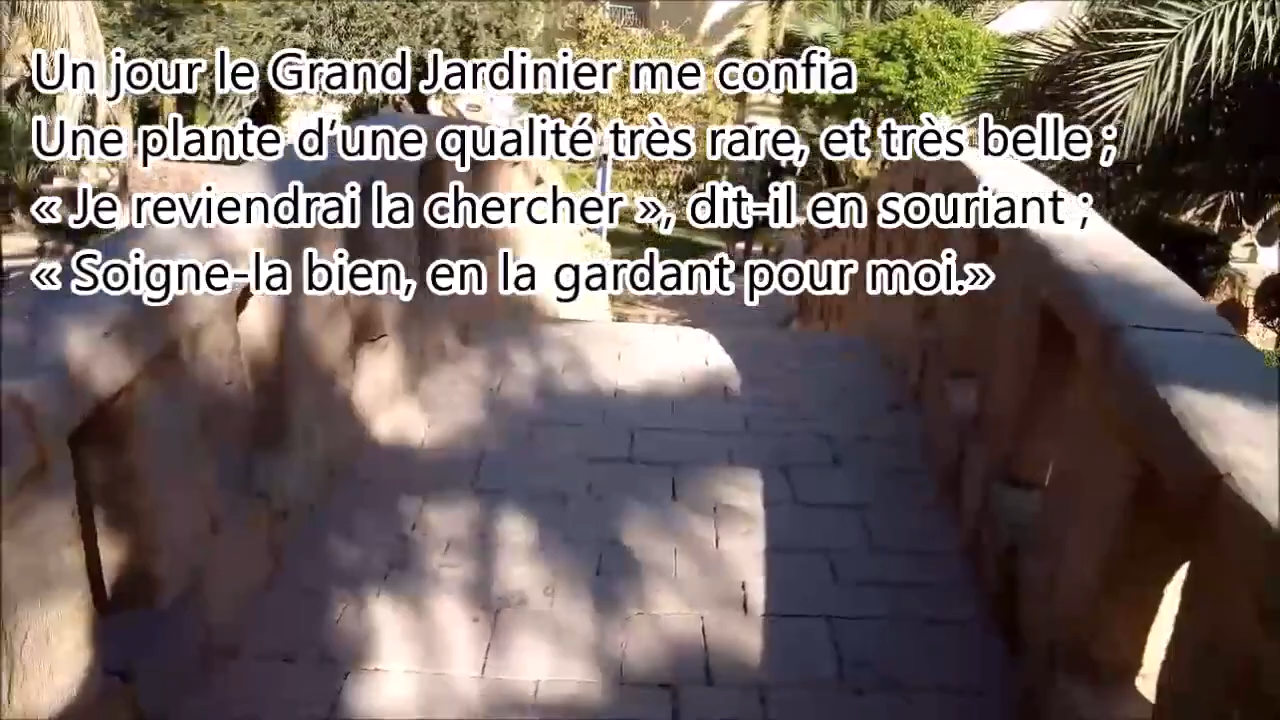 Un jour le Grand Jardinier me confia
Une plante d’une qualité très rare, et très belle ;
« Je reviendrai la chercher », dit-il en souriant ;
« Soigne-la bien, en la gardant pour moi.»